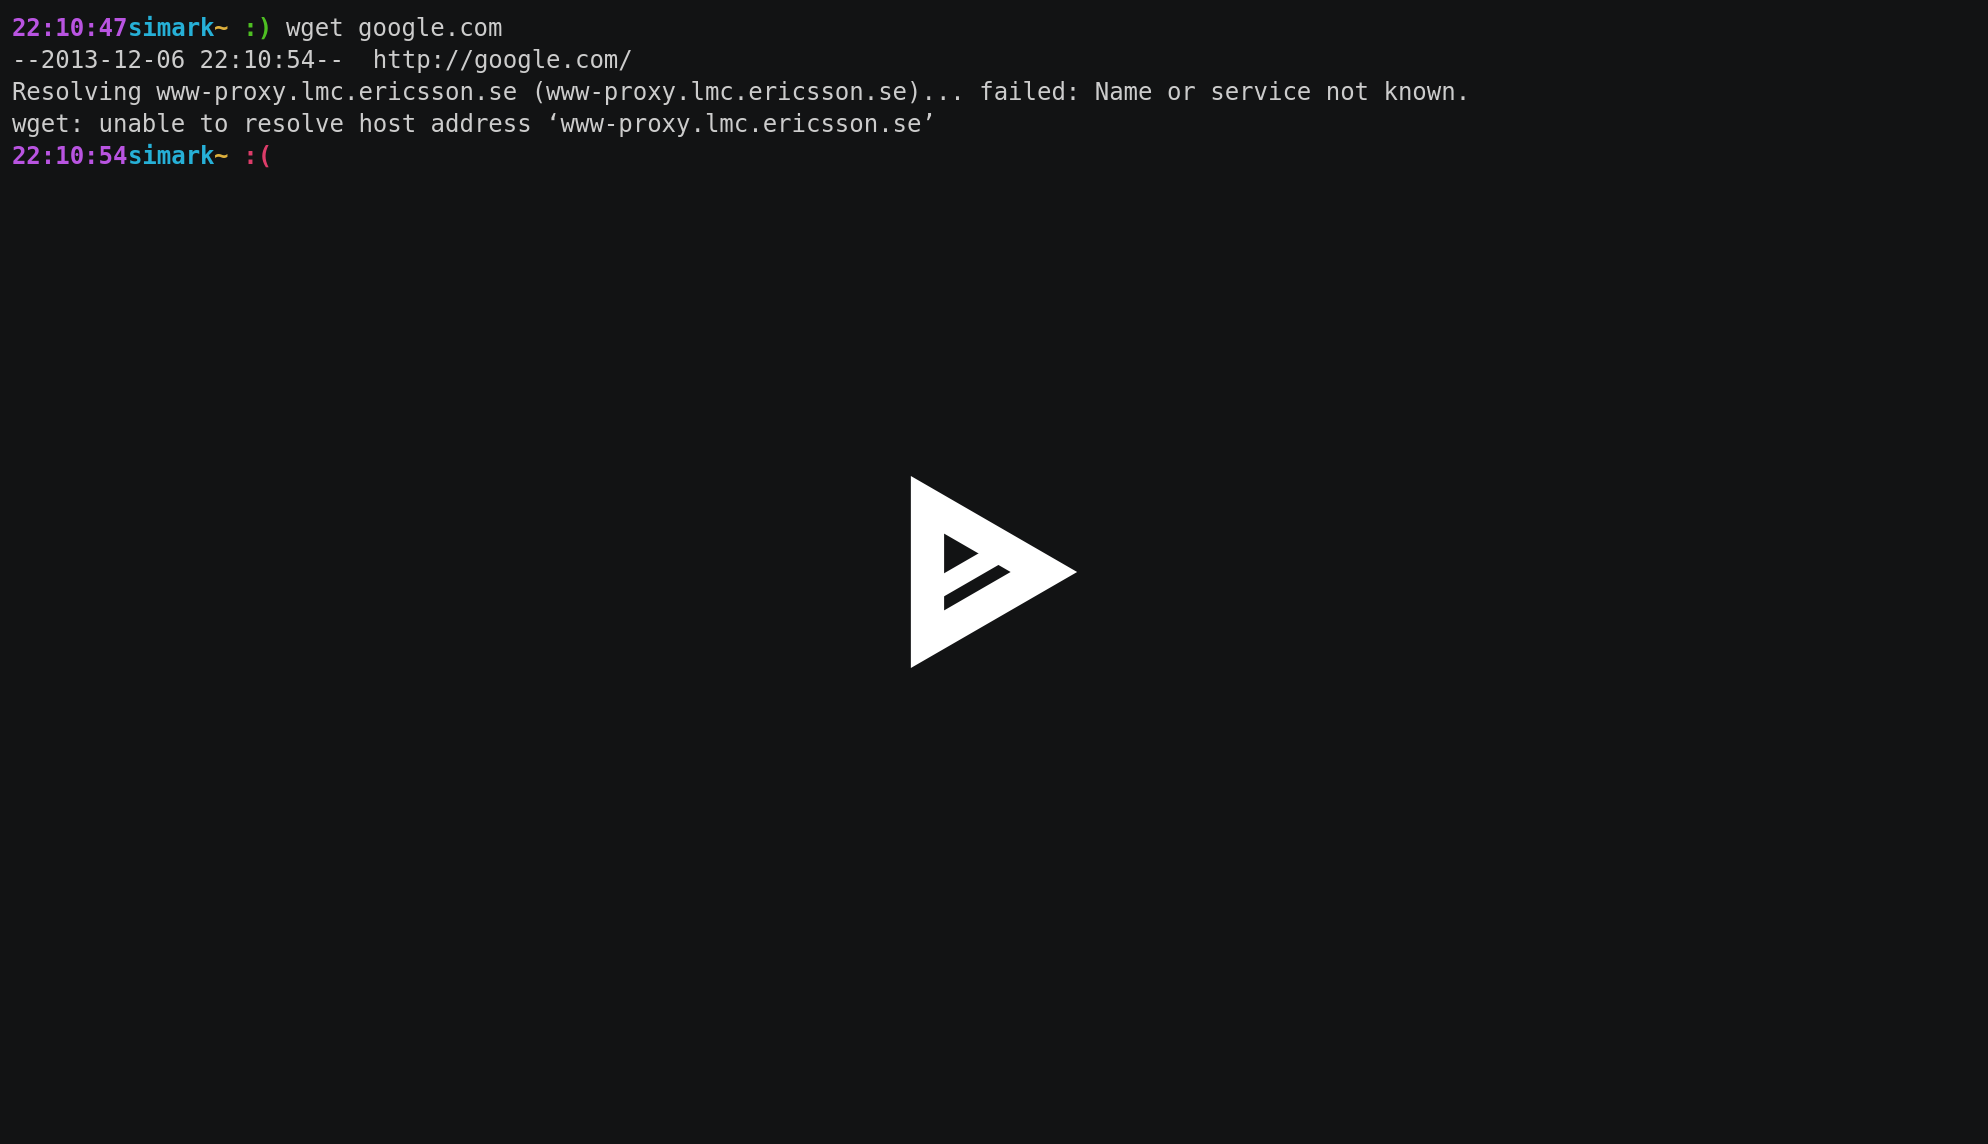 22:10:47simark~ :) wget google.com
--2013-12-06 22:10:54--  http://google.com/
Resolving www-proxy.lmc.ericsson.se (www-proxy.lmc.ericsson.se)... failed: Name or service not known.
wget: unable to resolve host address ‘www-proxy.lmc.ericsson.se’
22:10:54simark~ :(